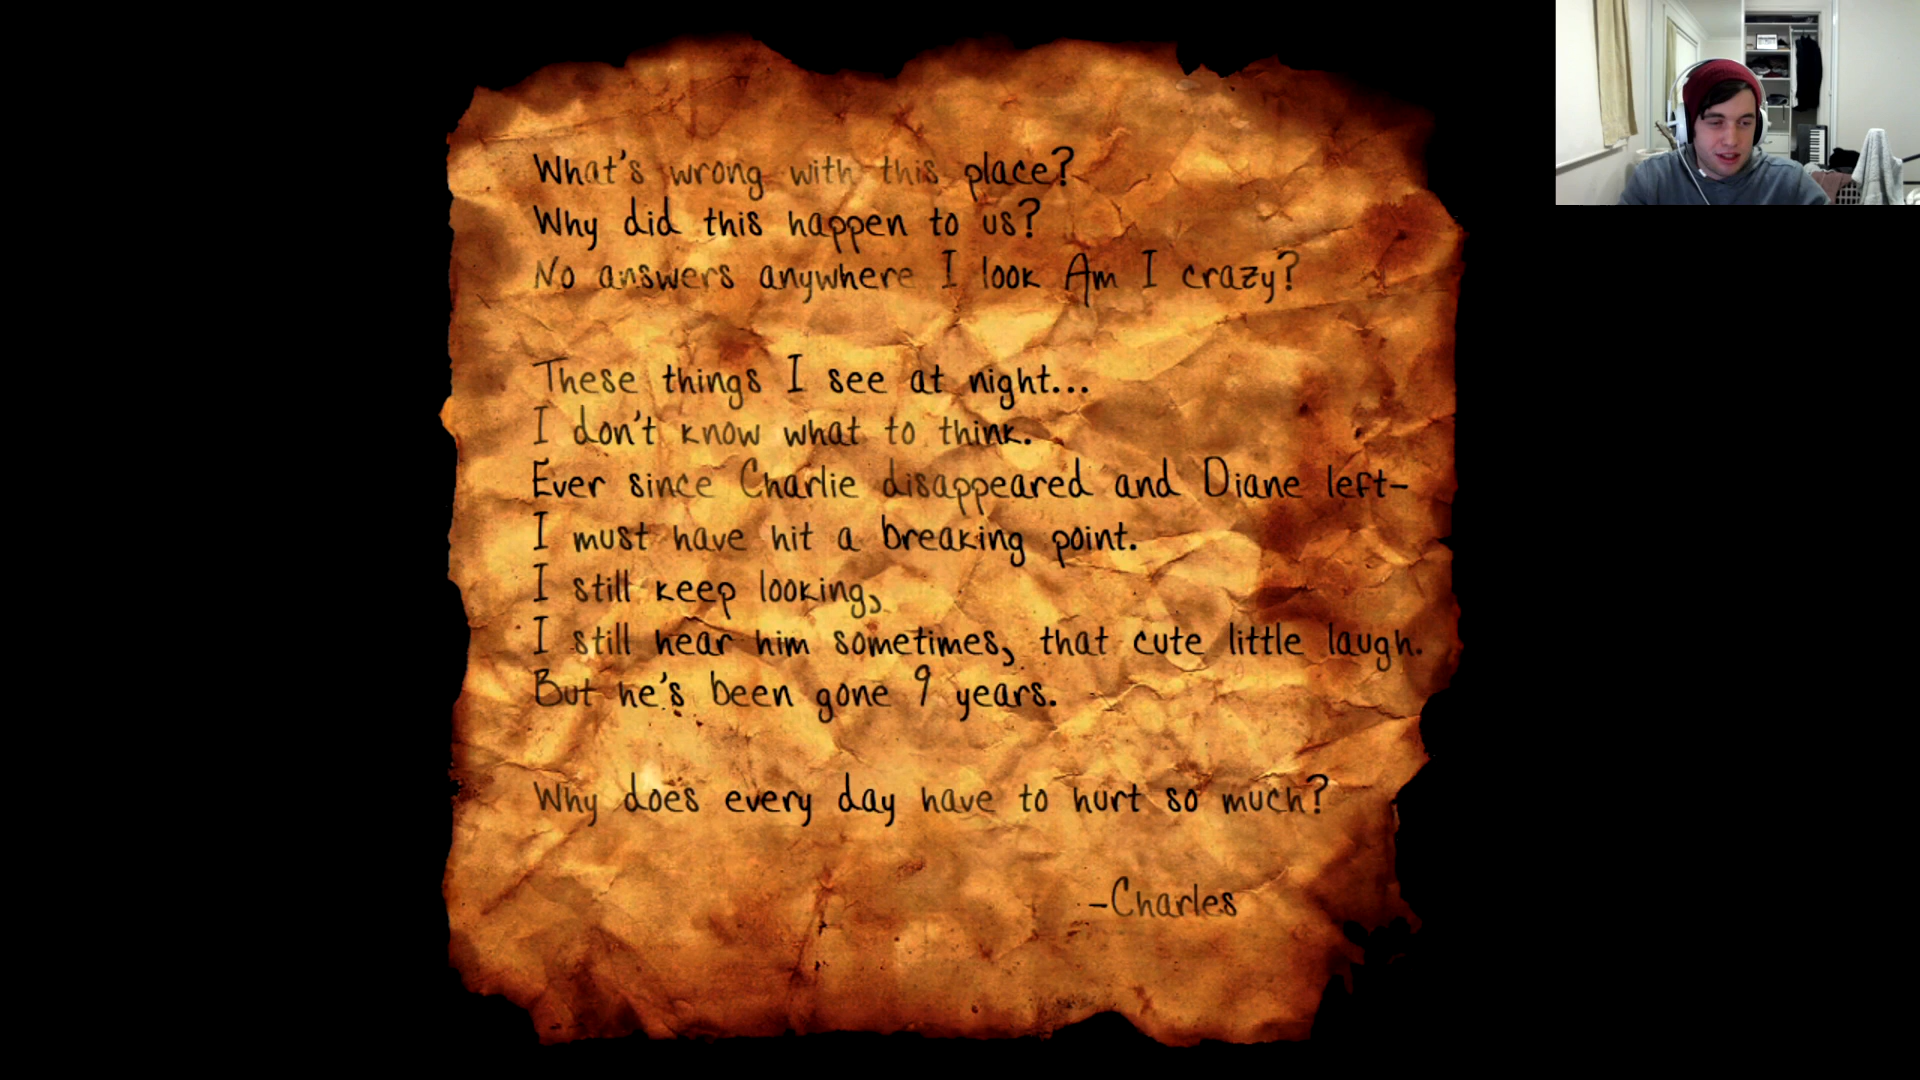 What's wrong with this place?
Why did this happen to us?
No answers anywhere I look Am I crazy?
These things I see at night...
I don't know what to think.
Ever since Charlie disappeared and Diane left-
I must have hit a breaking point.
I still keep looking,
I still hear him sometimes, that cute little laugh.
But he's been gone 9 years.
Why does every day have to hurt so much?
-Charles